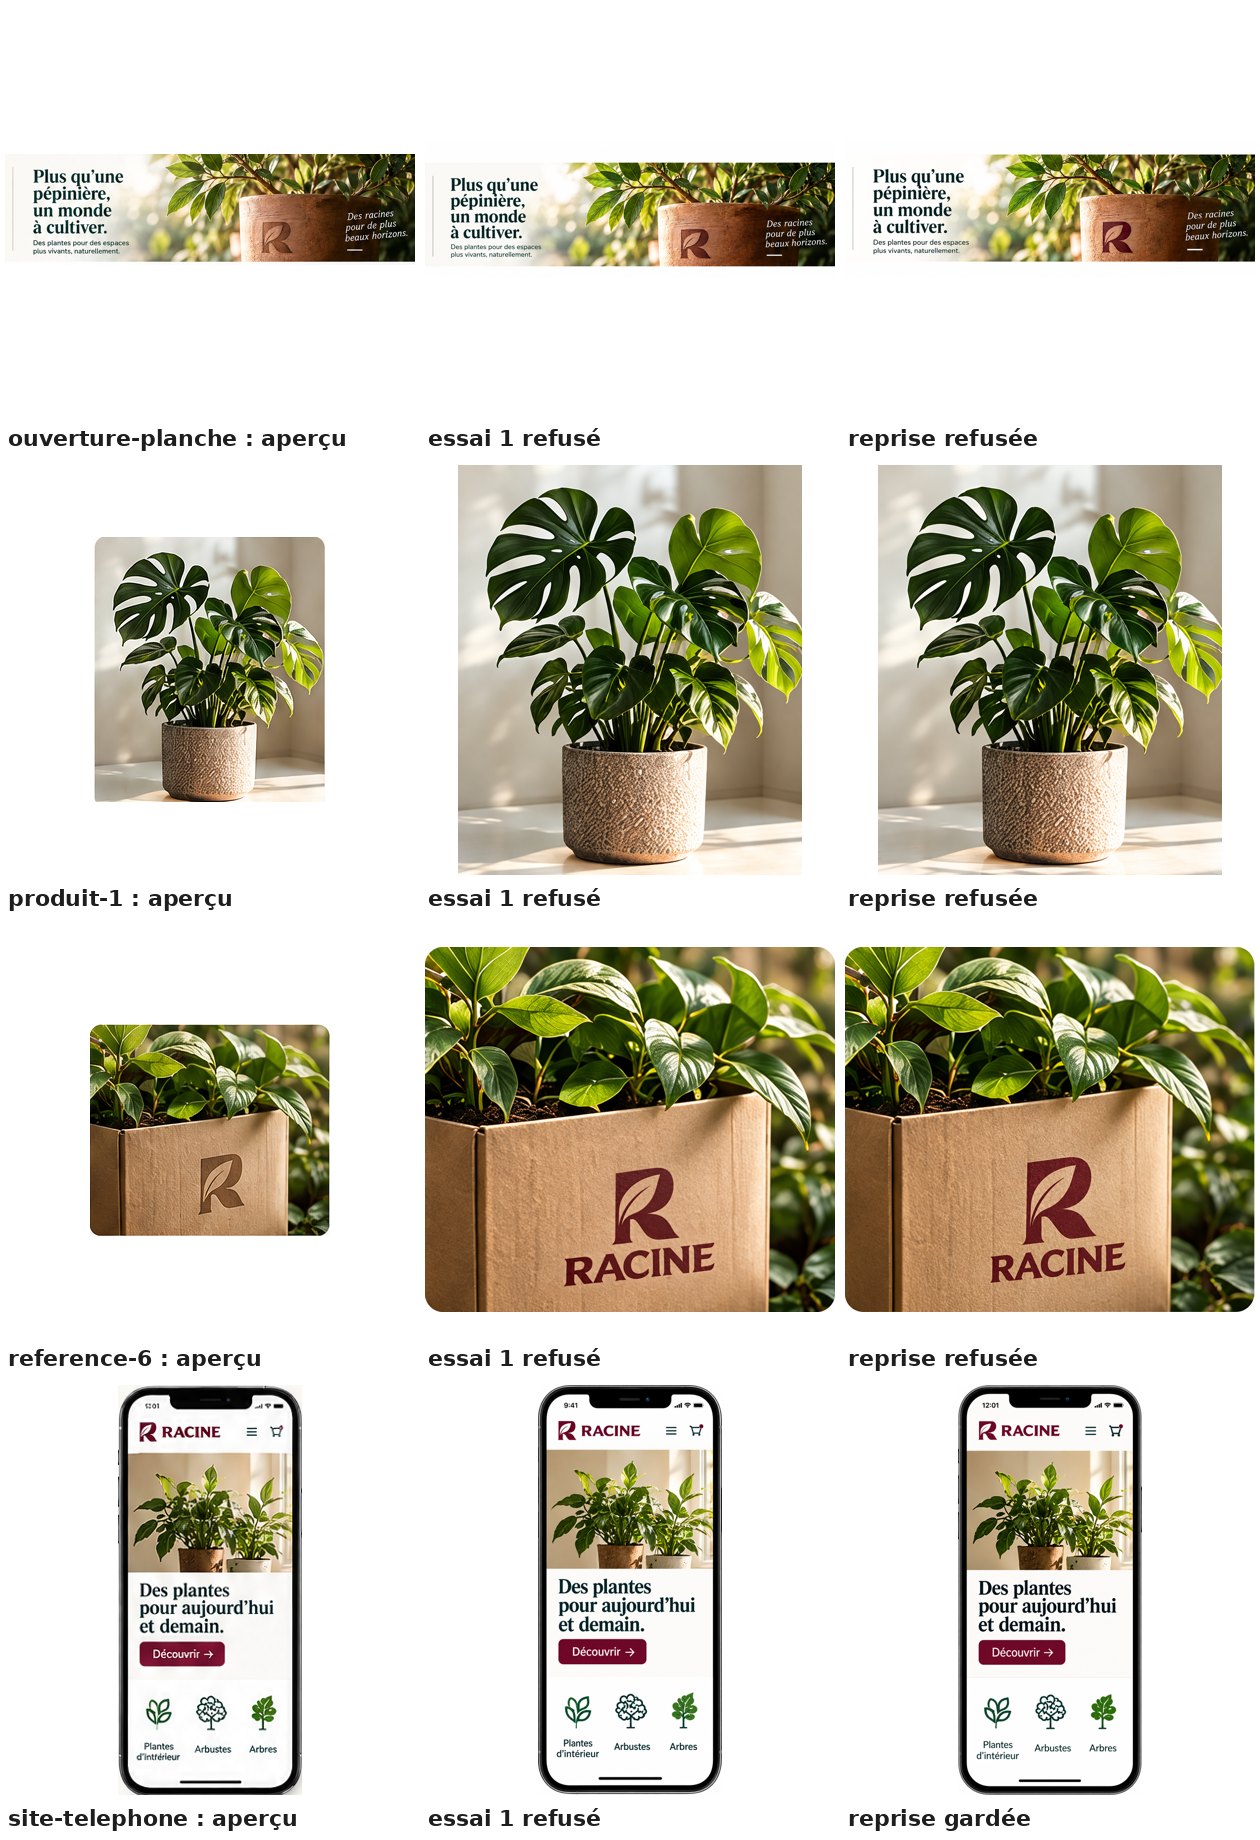 Plus qu'une
pépinière,
un monde
à cultiver.
Des plantes pour des espaces
plus vivants, naturellement.
R
Des racines
pour de plus
beaux horizons.
Plus qu'une
pépinière,
un monde
à cultiver.
Des plantes pour des espaces
plus vivants, naturellement.
R
Des racines
pour de plus
beaux horizons.
Plus qu'une
pépinière,
un monde
à cultiver.
Des plantes pour des espaces
plus vivants, naturellement.
R
Des racines
pour de plus
beaux horizons.
ouverture-planche : aperçu
essai 1 refusé
reprise refusée
produit-1 : aperçu
essai 1 refusé
reprise refusée
R
R
RACINE
R
RACINE
reference-6 : aperçu
essai 1 refusé
reprise refusée
R RACINE
Des plantes
pour aujourd'hui
et demain.
Découvrir →
Plantes
d'intérieur
Arbustes
Arbres
9:41
R RACINE
Des plantes
pour aujourd'hui
et demain.
Découvrir →
Plantes
d'intérieur
Arbustes
Arbres
12:01
R RACINE
Des plantes
pour aujourd'hui
et demain.
Découvrir →
Plantes
d'intérieur
Arbustes
Arbres
site-telephone : aperçu
essai 1 refusé
reprise gardée